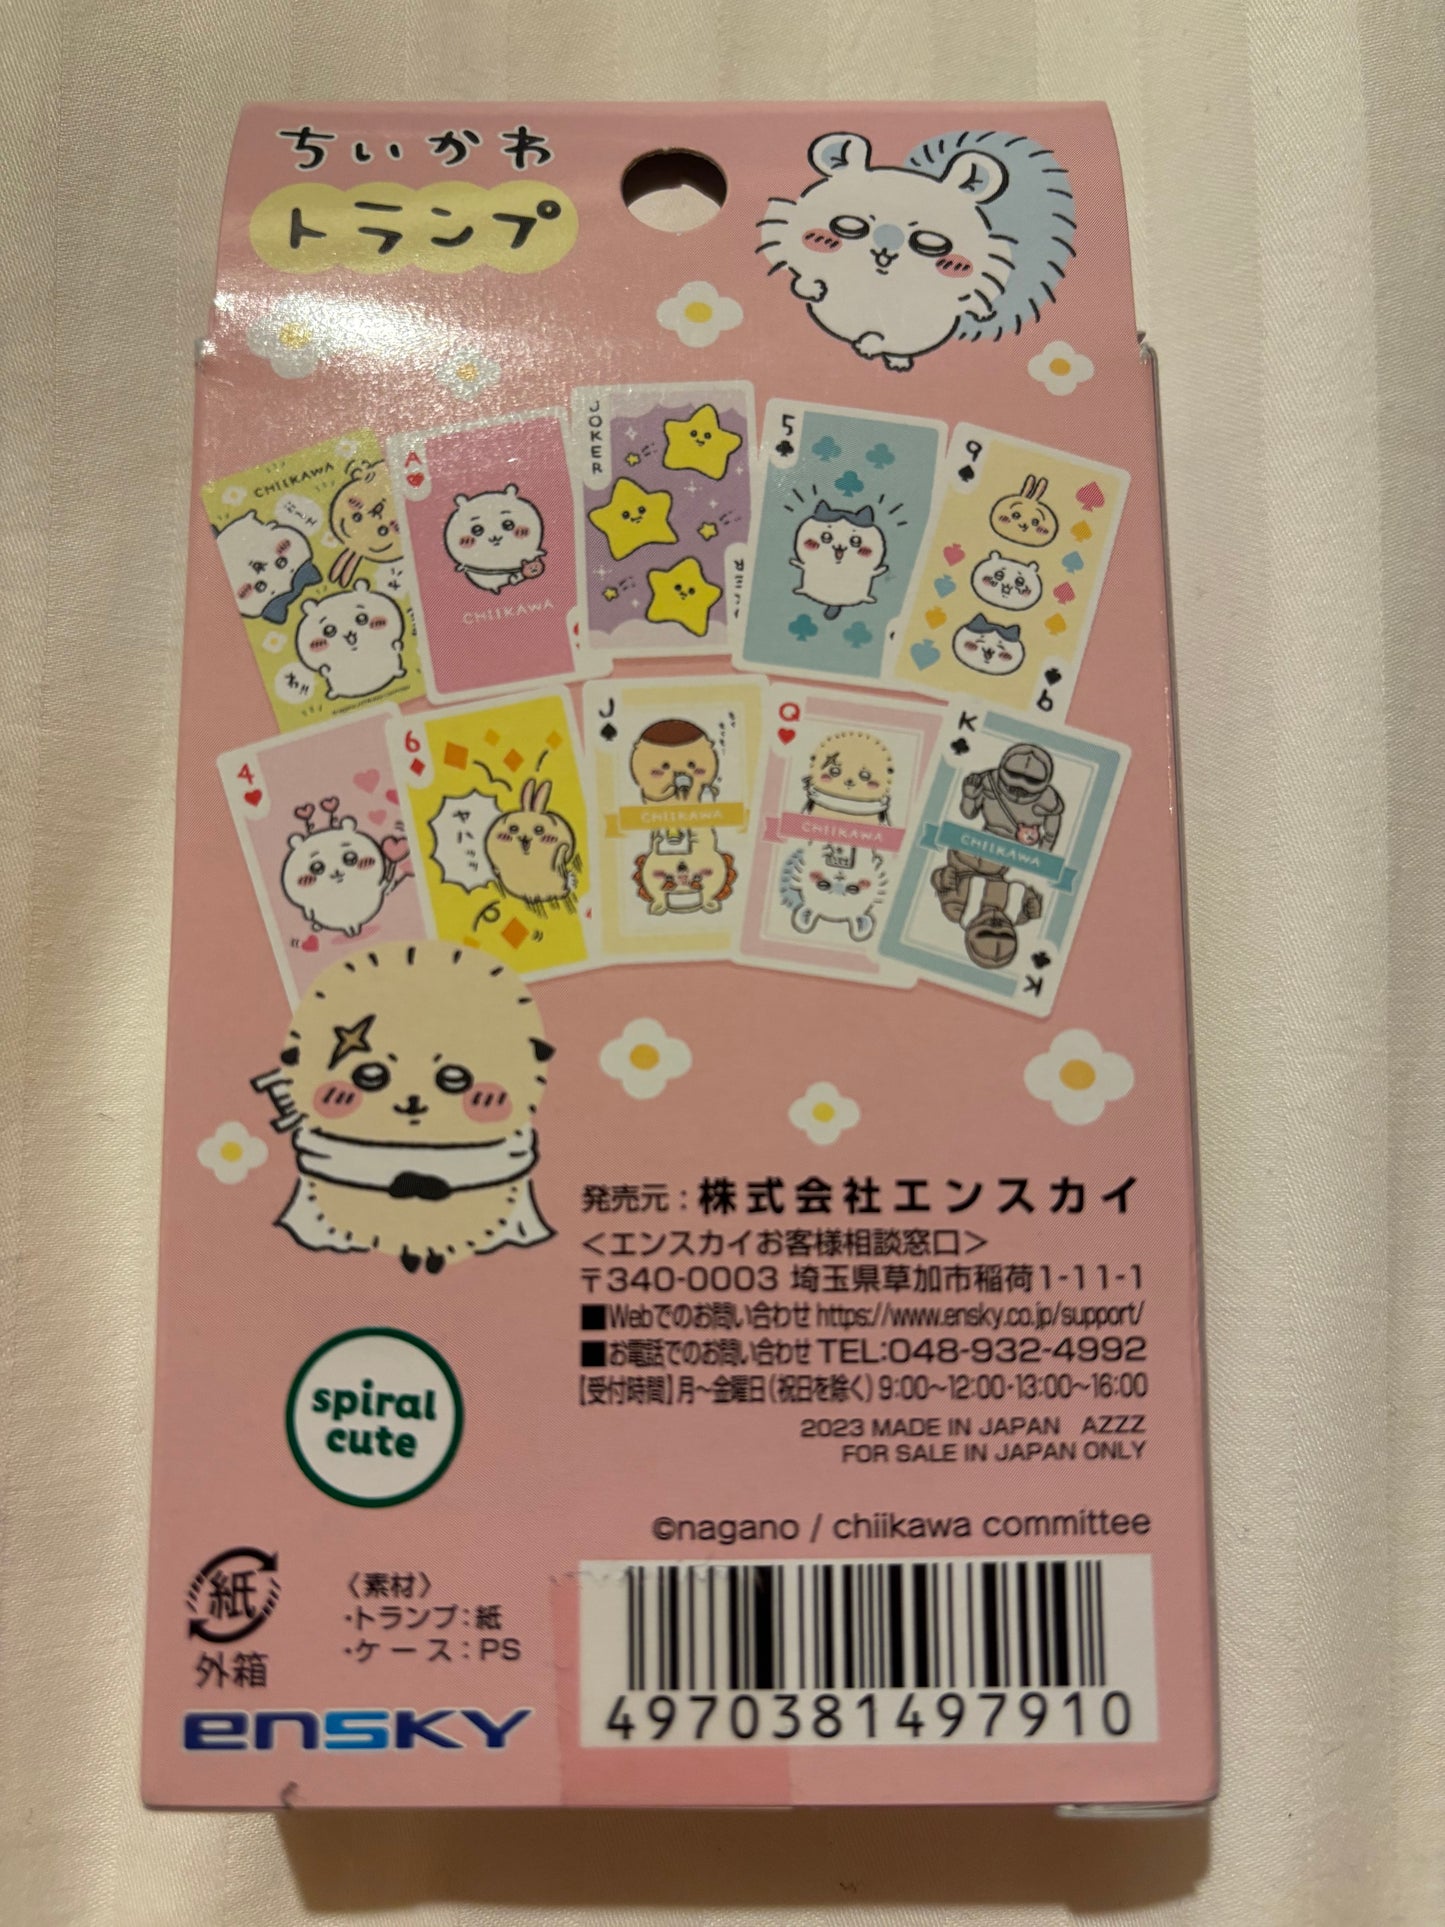 ちいかわ
トランプ
CHIIKAWA
わ!!
A
CHIIKAWA
JOKER
5
9
9
4
6
ヤハッッ
J
CHIIKAWA
Q
CHIIKAWA
K
CHIIKAWA
K
発売元：株式会社エンスカイ
＜エンスカイお客様相談窓口＞
〒340-0003 埼玉県草加市稲荷1-11-1
■Webでのお問い合わせ https://www.ensky.co.jp/support/
■お電話でのお問い合わせ TEL:048-932-4992
【受付時間】月～金曜日（祝日を除く）9:00～12:00・13:00～16:00
2023 MADE IN JAPAN AZZZ
FOR SALE IN JAPAN ONLY
spiral
cute
©nagano / chiikawa committee
紙
外箱
〈素材〉
・トランプ：紙
・ケース：PS
ensky
4970381497910